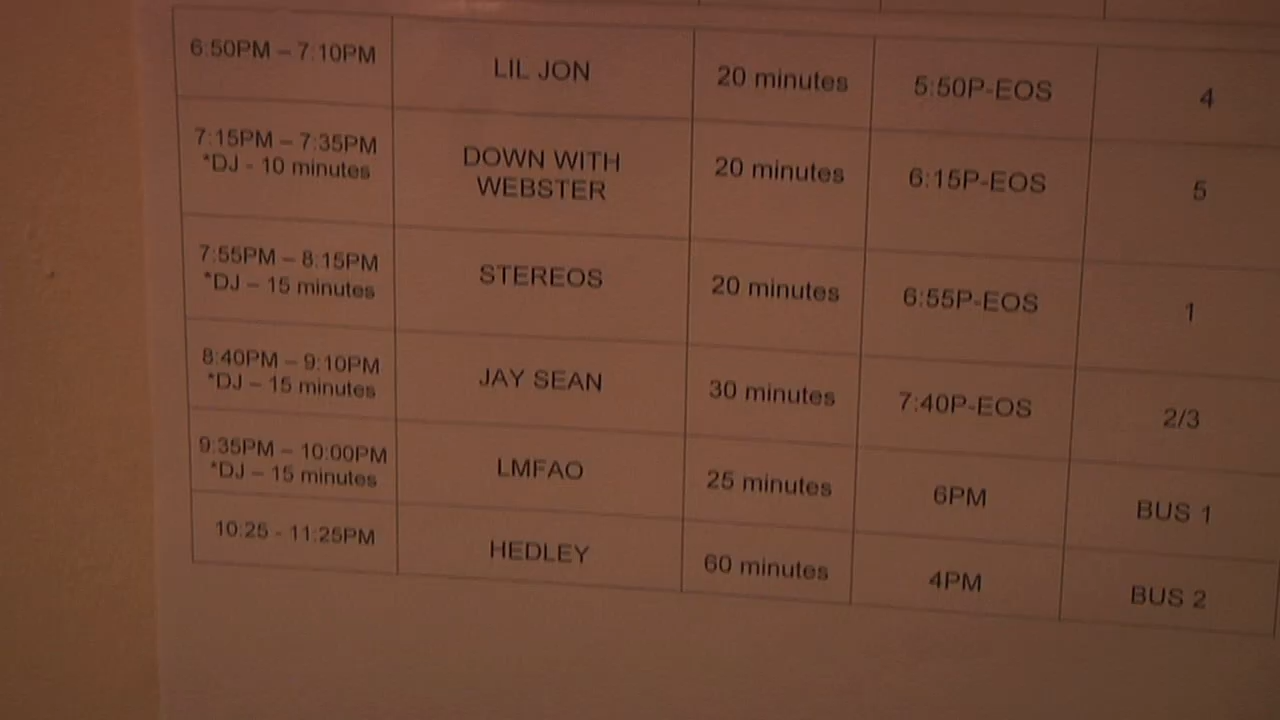 6:50PM – 7:10PM LIL JON 20 minutes 5:50P-EOS 4
7:15PM – 7:35PM
*DJ - 10 minutes
DOWN WITH
WEBSTER
20 minutes 6:15P-EOS 5
7:55PM – 8:15PM
*DJ – 15 minutes
STEREOS 20 minutes 6:55P-EOS 1
8:40PM – 9:10PM
*DJ – 15 minutes
JAY SEAN 30 minutes 7:40P-EOS 2/3
9:35PM – 10:00PM
*DJ – 15 minutes
LMFAO 25 minutes 6PM BUS 1
10:25 - 11:25PM HEDLEY 60 minutes 4PM BUS 2